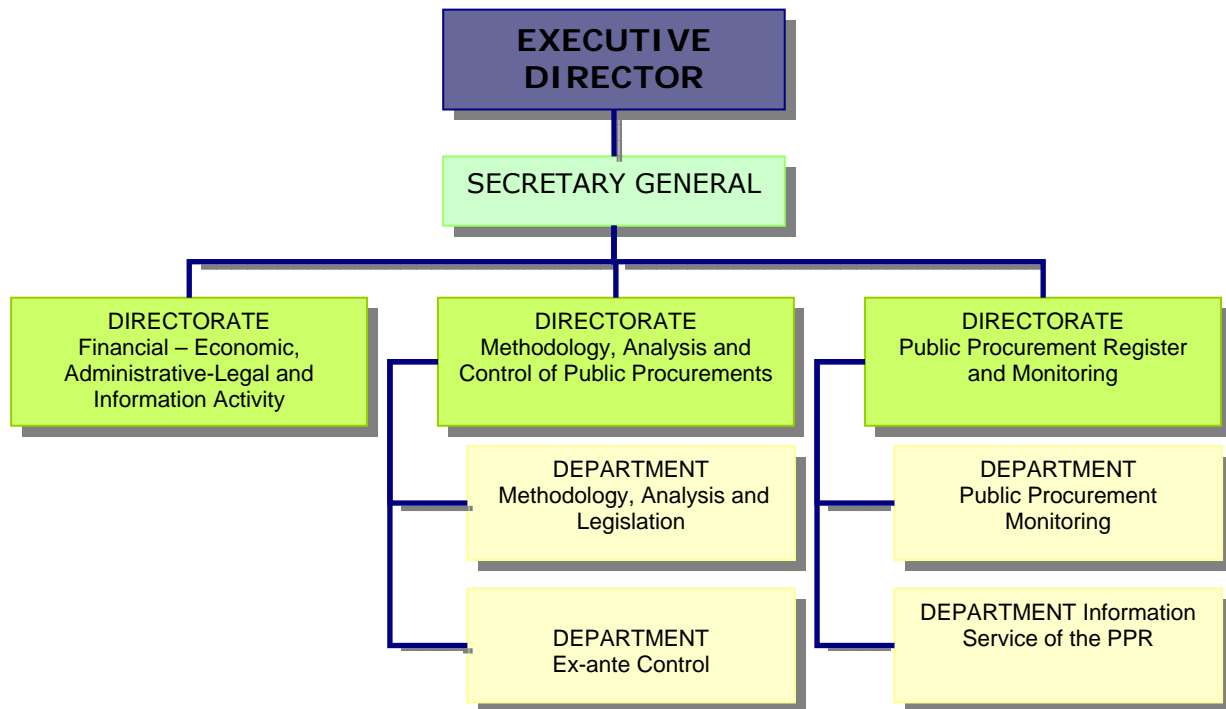 EXECUTIVE
DIRECTOR
SECRETARY GENERAL
DIRECTORATE
Financial – Economic,
Administrative-Legal and
Information Activity
DIRECTORATE
Methodology, Analysis and
Control of Public Procurements
DIRECTORATE
Public Procurement Register
and Monitoring
DEPARTMENT
Methodology, Analysis and
Legislation
DEPARTMENT
Public Procurement
Monitoring
DEPARTMENT
Ex-ante Control
DEPARTMENT Information
Service of the PPR